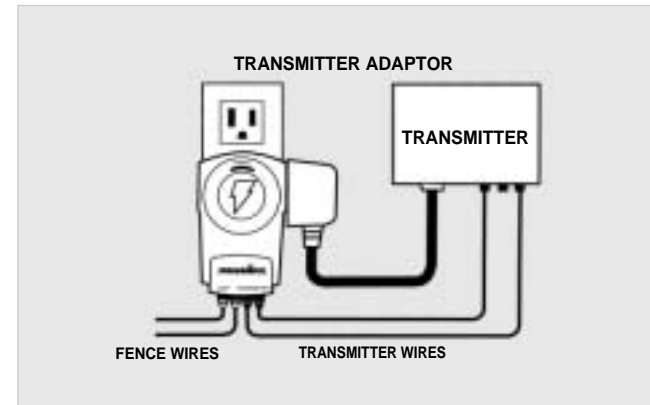 TRANSMITTER ADAPTOR
TRANSMITTER
FENCE WIRES
TRANSMITTER WIRES